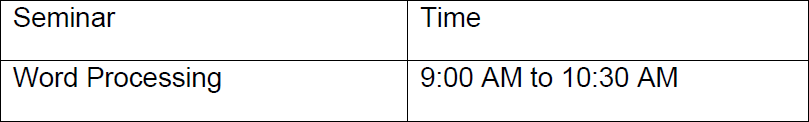 Seminar Time
Word Processing 9:00 AM to 10:30 AM